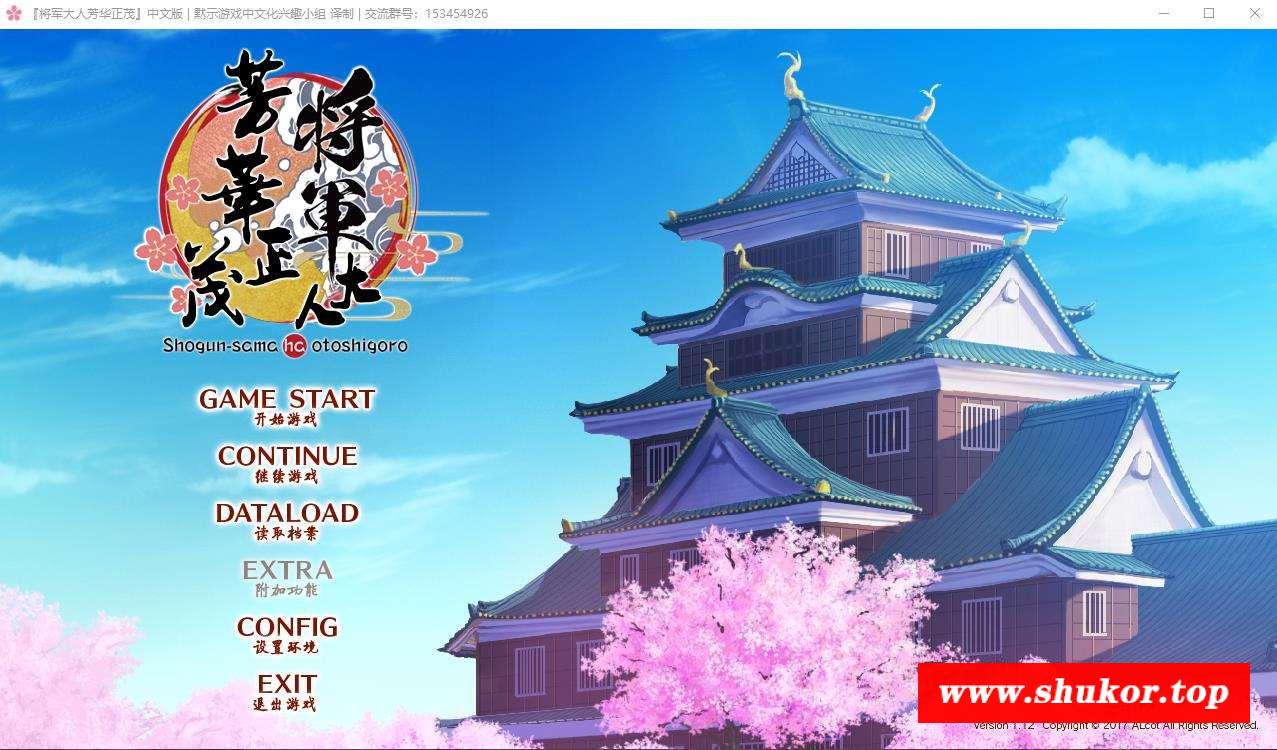 『将军大人芳华正茂』中文版 | 默示游戏中文化兴趣小组 译制 | 交流群号：153454926
将軍大人
芳華正茂
Shogun-sama ha otoshigoro
GAME START
开始游戏
CONTINUE
继续游戏
DATALOAD
读取档案
EXTRA
附加功能
CONFIG
设置环境
EXIT
退出游戏
www.shukor.top
Version 1.12 Copyright © 2017 ALcot All Rights Reserved.